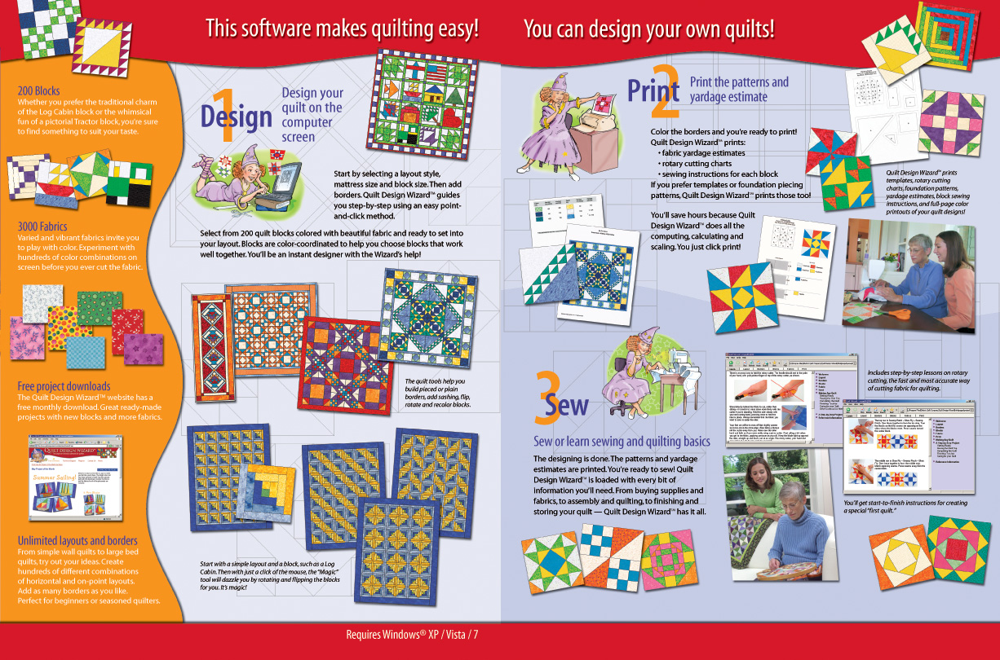 This software makes quilting easy!
You can design your own quilts!
200 Blocks
Whether you prefer the traditional charm
of the Log Cabin block or the whimsical
fun of a pictorial Tractor block, you're sure
to find something to suit your taste.
3000 Fabrics
Varied and vibrant fabrics invite you
to play with color. Experiment with
hundreds of color combinations on
screen before you ever cut the fabric.
Free project downloads
The Quilt Design Wizard™ website has a
free monthly download. Great ready-made
projects with new blocks and more fabrics.
QUILT DESIGN WIZARD
Summer Sailing!
Unlimited layouts and borders
From simple wall quilts to large bed
quilts, try out your ideas. Create
hundreds of different combinations
of horizontal and on-point layouts.
Add as many borders as you like.
Perfect for beginners or seasoned quilters.
1
Design
Design your
quilt on the
computer
screen
Start by selecting a layout style,
mattress size and block size. Then add
borders. Quilt Design Wizard™ guides
you step-by-step using an easy point-
and-click method.
Select from 200 quilt blocks colored with beautiful fabric and ready to set into
your layout. Blocks are color-coordinated to help you choose blocks that work
well together. You'll be an instant designer with the Wizard's help!
The quilt tools help you
build pieced or plain
borders, add sashing, flip,
rotate and recolor blocks.
Start with a simple layout and a block, such as a Log
Cabin. Then with just a click of the mouse, the "Magic"
tool will dazzle you by rotating and flipping the blocks
for you. It's magic!
2
Print
Print the patterns and
yardage estimate
Color the borders and you're ready to print!
Quilt Design Wizard™ prints:
• fabric yardage estimates
• rotary cutting charts
• sewing instructions for each block
If you prefer templates or foundation piecing
patterns, Quilt Design Wizard™ prints those too!
You'll save hours because Quilt
Design Wizard™ does all the
computing, calculating and
scaling. You just click print!
Quilt Design Wizard™ prints
templates, rotary cutting
charts, foundation patterns,
yardage estimates, block sewing
instructions, and full-page color
printouts of your quilt designs!
3
Sew
Sew or learn sewing and quilting basics
The designing is done. The patterns and yardage
estimates are printed. You're ready to sew! Quilt
Design Wizard™ is loaded with every bit of
information you'll need. From buying supplies and
fabrics, to assembly and quilting, to finishing and
storing your quilt — Quilt Design Wizard™ has it all.
Includes step-by-step lessons on rotary
cutting, the fast and most accurate way
of cutting fabric for quilting.
You'll get start-to-finish instructions for creating
a special "first quilt."
Requires Windows® XP / Vista / 7